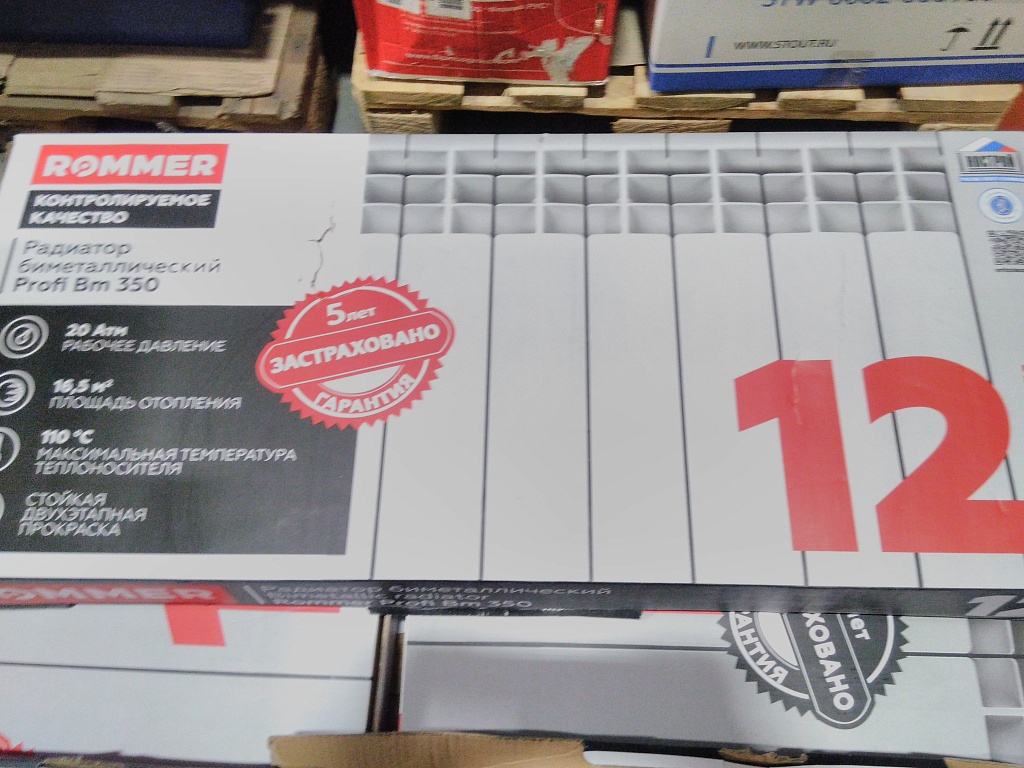 WWW.STOUT.RU
ROMMER
КОНТРОЛИРУЕМОЕ
КАЧЕСТВО
Радиатор
биметаллический
Profi Bm 350
5 лет
ЗАСТРАХОВАНО
ГАРАНТИЯ
20 Атм
РАБОЧЕЕ ДАВЛЕНИЕ
16,5 м²
ПЛОЩАДЬ ОТОПЛЕНИЯ
110 °C
МАКСИМАЛЬНАЯ ТЕМПЕРАТУРА
ТЕПЛОНОСИТЕЛЯ
СТОЙКАЯ
ДВУХЭТАПНАЯ
ПРОКРАСКА
12
Радиатор биметаллический
Profi Bm 350